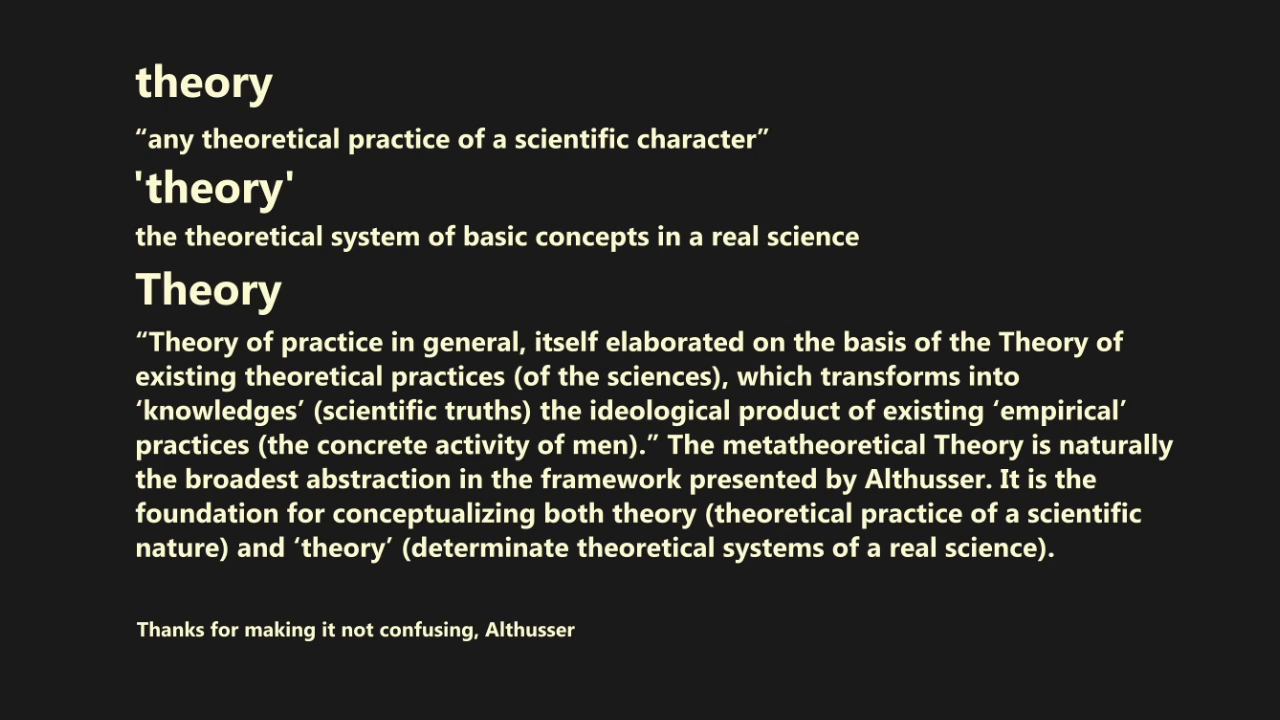 theory
“any theoretical practice of a scientific character”
'theory'
the theoretical system of basic concepts in a real science
Theory
“Theory of practice in general, itself elaborated on the basis of the Theory of
existing theoretical practices (of the sciences), which transforms into
‘knowledges’ (scientific truths) the ideological product of existing ‘empirical’
practices (the concrete activity of men).” The metatheoretical Theory is naturally
the broadest abstraction in the framework presented by Althusser. It is the
foundation for conceptualizing both theory (theoretical practice of a scientific
nature) and ‘theory’ (determinate theoretical systems of a real science).
Thanks for making it not confusing, Althusser